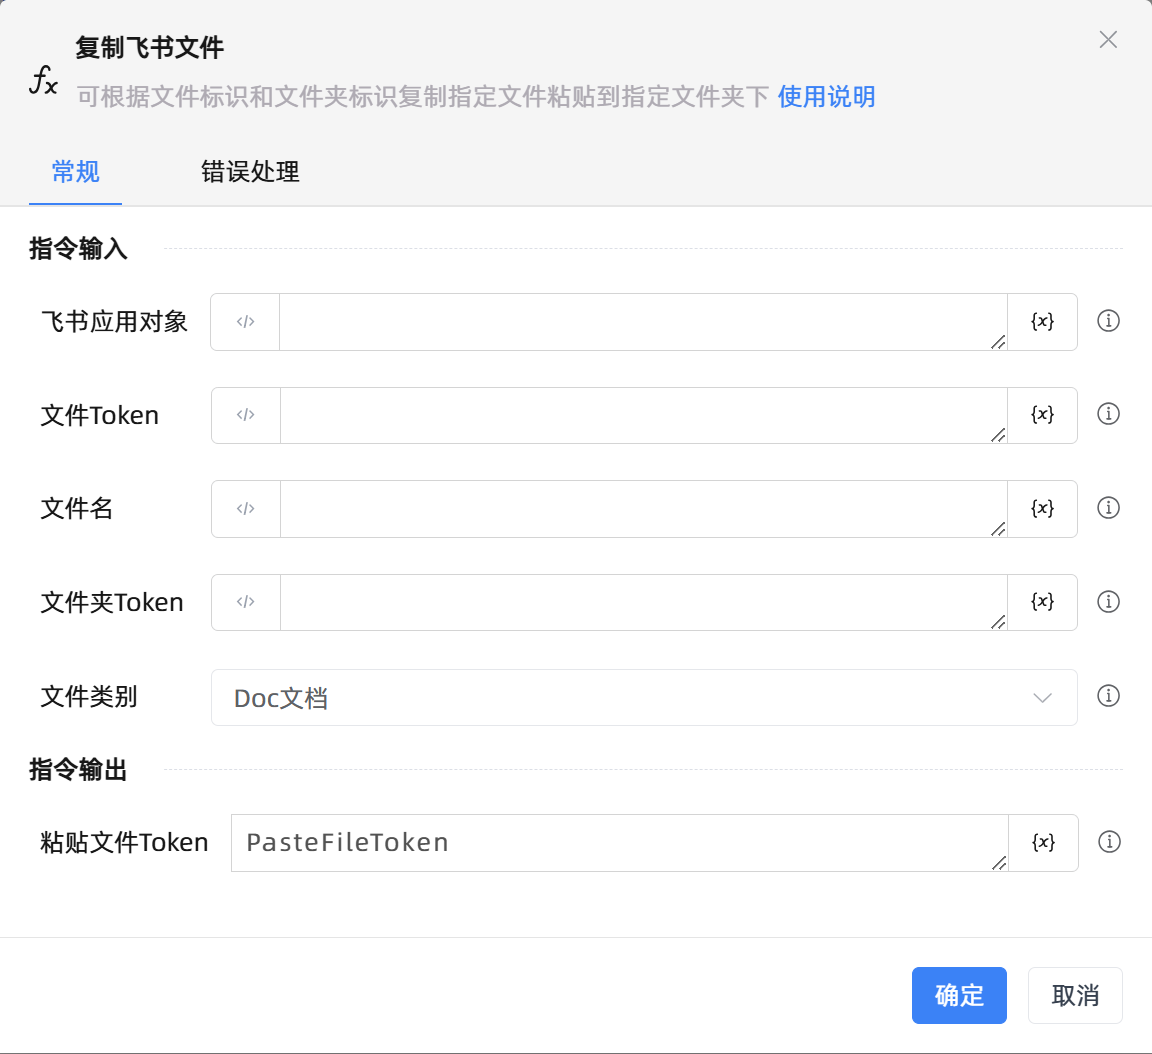 复制飞书文件
fx
可根据文件标识和文件夹标识复制指定文件粘贴到指定文件夹下 使用说明
常规 错误处理
指令输入
飞书应用对象 </> {x}
文件Token </> {x}
文件名 </> {x}
文件夹Token </> {x}
文件类别 Doc文档
指令输出
粘贴文件Token PasteFileToken {x}
确定 取消